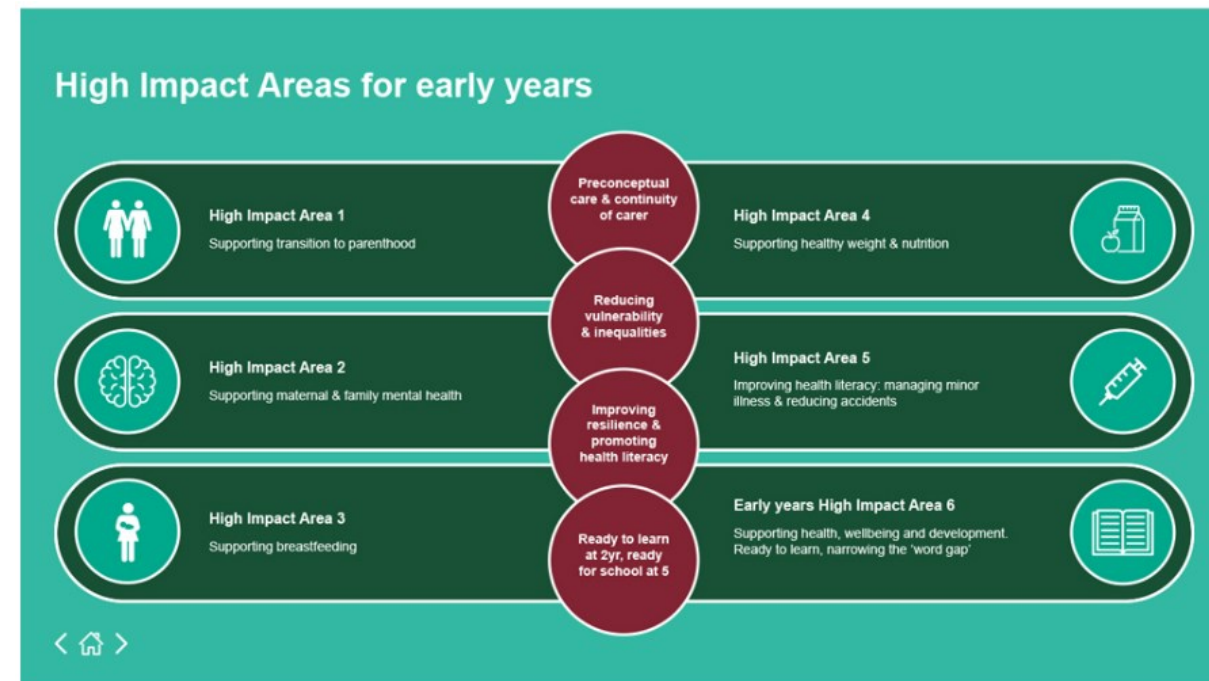 High Impact Areas for early years
High Impact Area 1
Supporting transition to parenthood
High Impact Area 2
Supporting maternal & family mental health
High Impact Area 3
Supporting breastfeeding
Preconceptual
care & continuity
of carer
Reducing
vulnerability
& inequalities
Improving
resilience &
promoting
health literacy
Ready to learn
at 2yr, ready
for school at 5
High Impact Area 4
Supporting healthy weight & nutrition
High Impact Area 5
Improving health literacy: managing minor
illness & reducing accidents
Early years High Impact Area 6
Supporting health, wellbeing and development.
Ready to learn, narrowing the 'word gap'